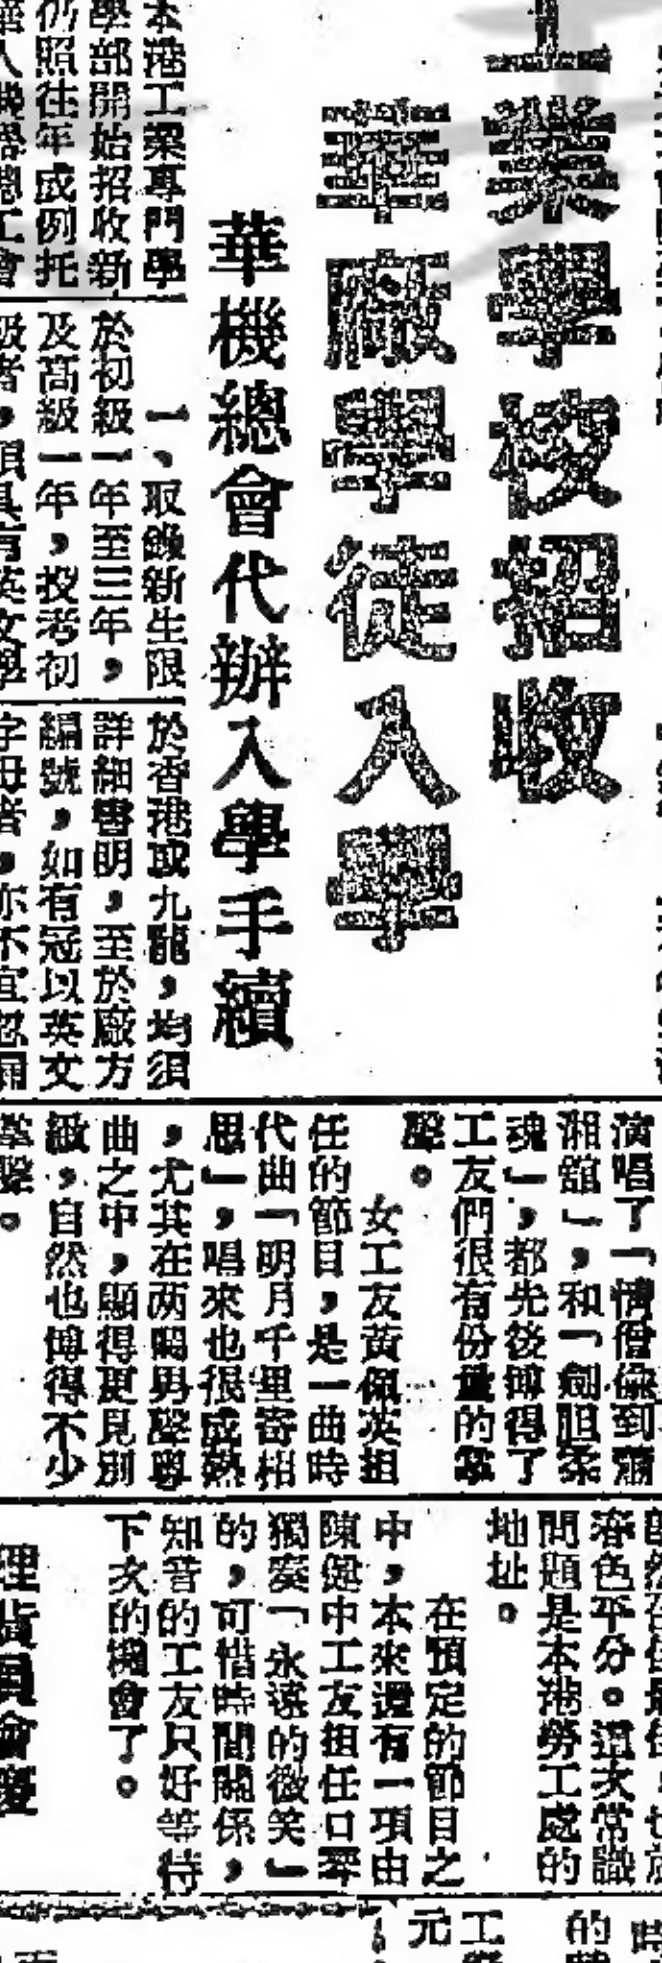 工業學校招收
華廠學徒入學
華機總會代辦入學手續
本港工業專門學
學部開始招收新
仍照往年成例托
華人機器總工會
一、取錄新生限
於初級一年至三年，
及高級一年，投考初
級者，須具有英文學
於香港或九龍，均須
詳細書明，至於廠方
編號，如有冠以英文
字母者，亦不宜忽漏
演唱了「情僧偷到瀟
湘館」，和「劍胆柔
魂」，都先後博得了
工友們很有份量的掌
聲。
女工友黃佩英担
任的節目，是一曲時
代曲「明月千里寄相
思」，唱來也很成熟
，尤其在兩闋男聲粵
曲之中，顯得更見別
緻，自然也博得不少
掌聲。
春色平分。這次常識
問題是本港勞工處的
地址。
在預定的節目之
中，本來還有一項由
陳健中工友担任口琴
獨奏「永遠的微笑」
的，可惜時間關係，
知音的工友只好等待
下次的機會了。